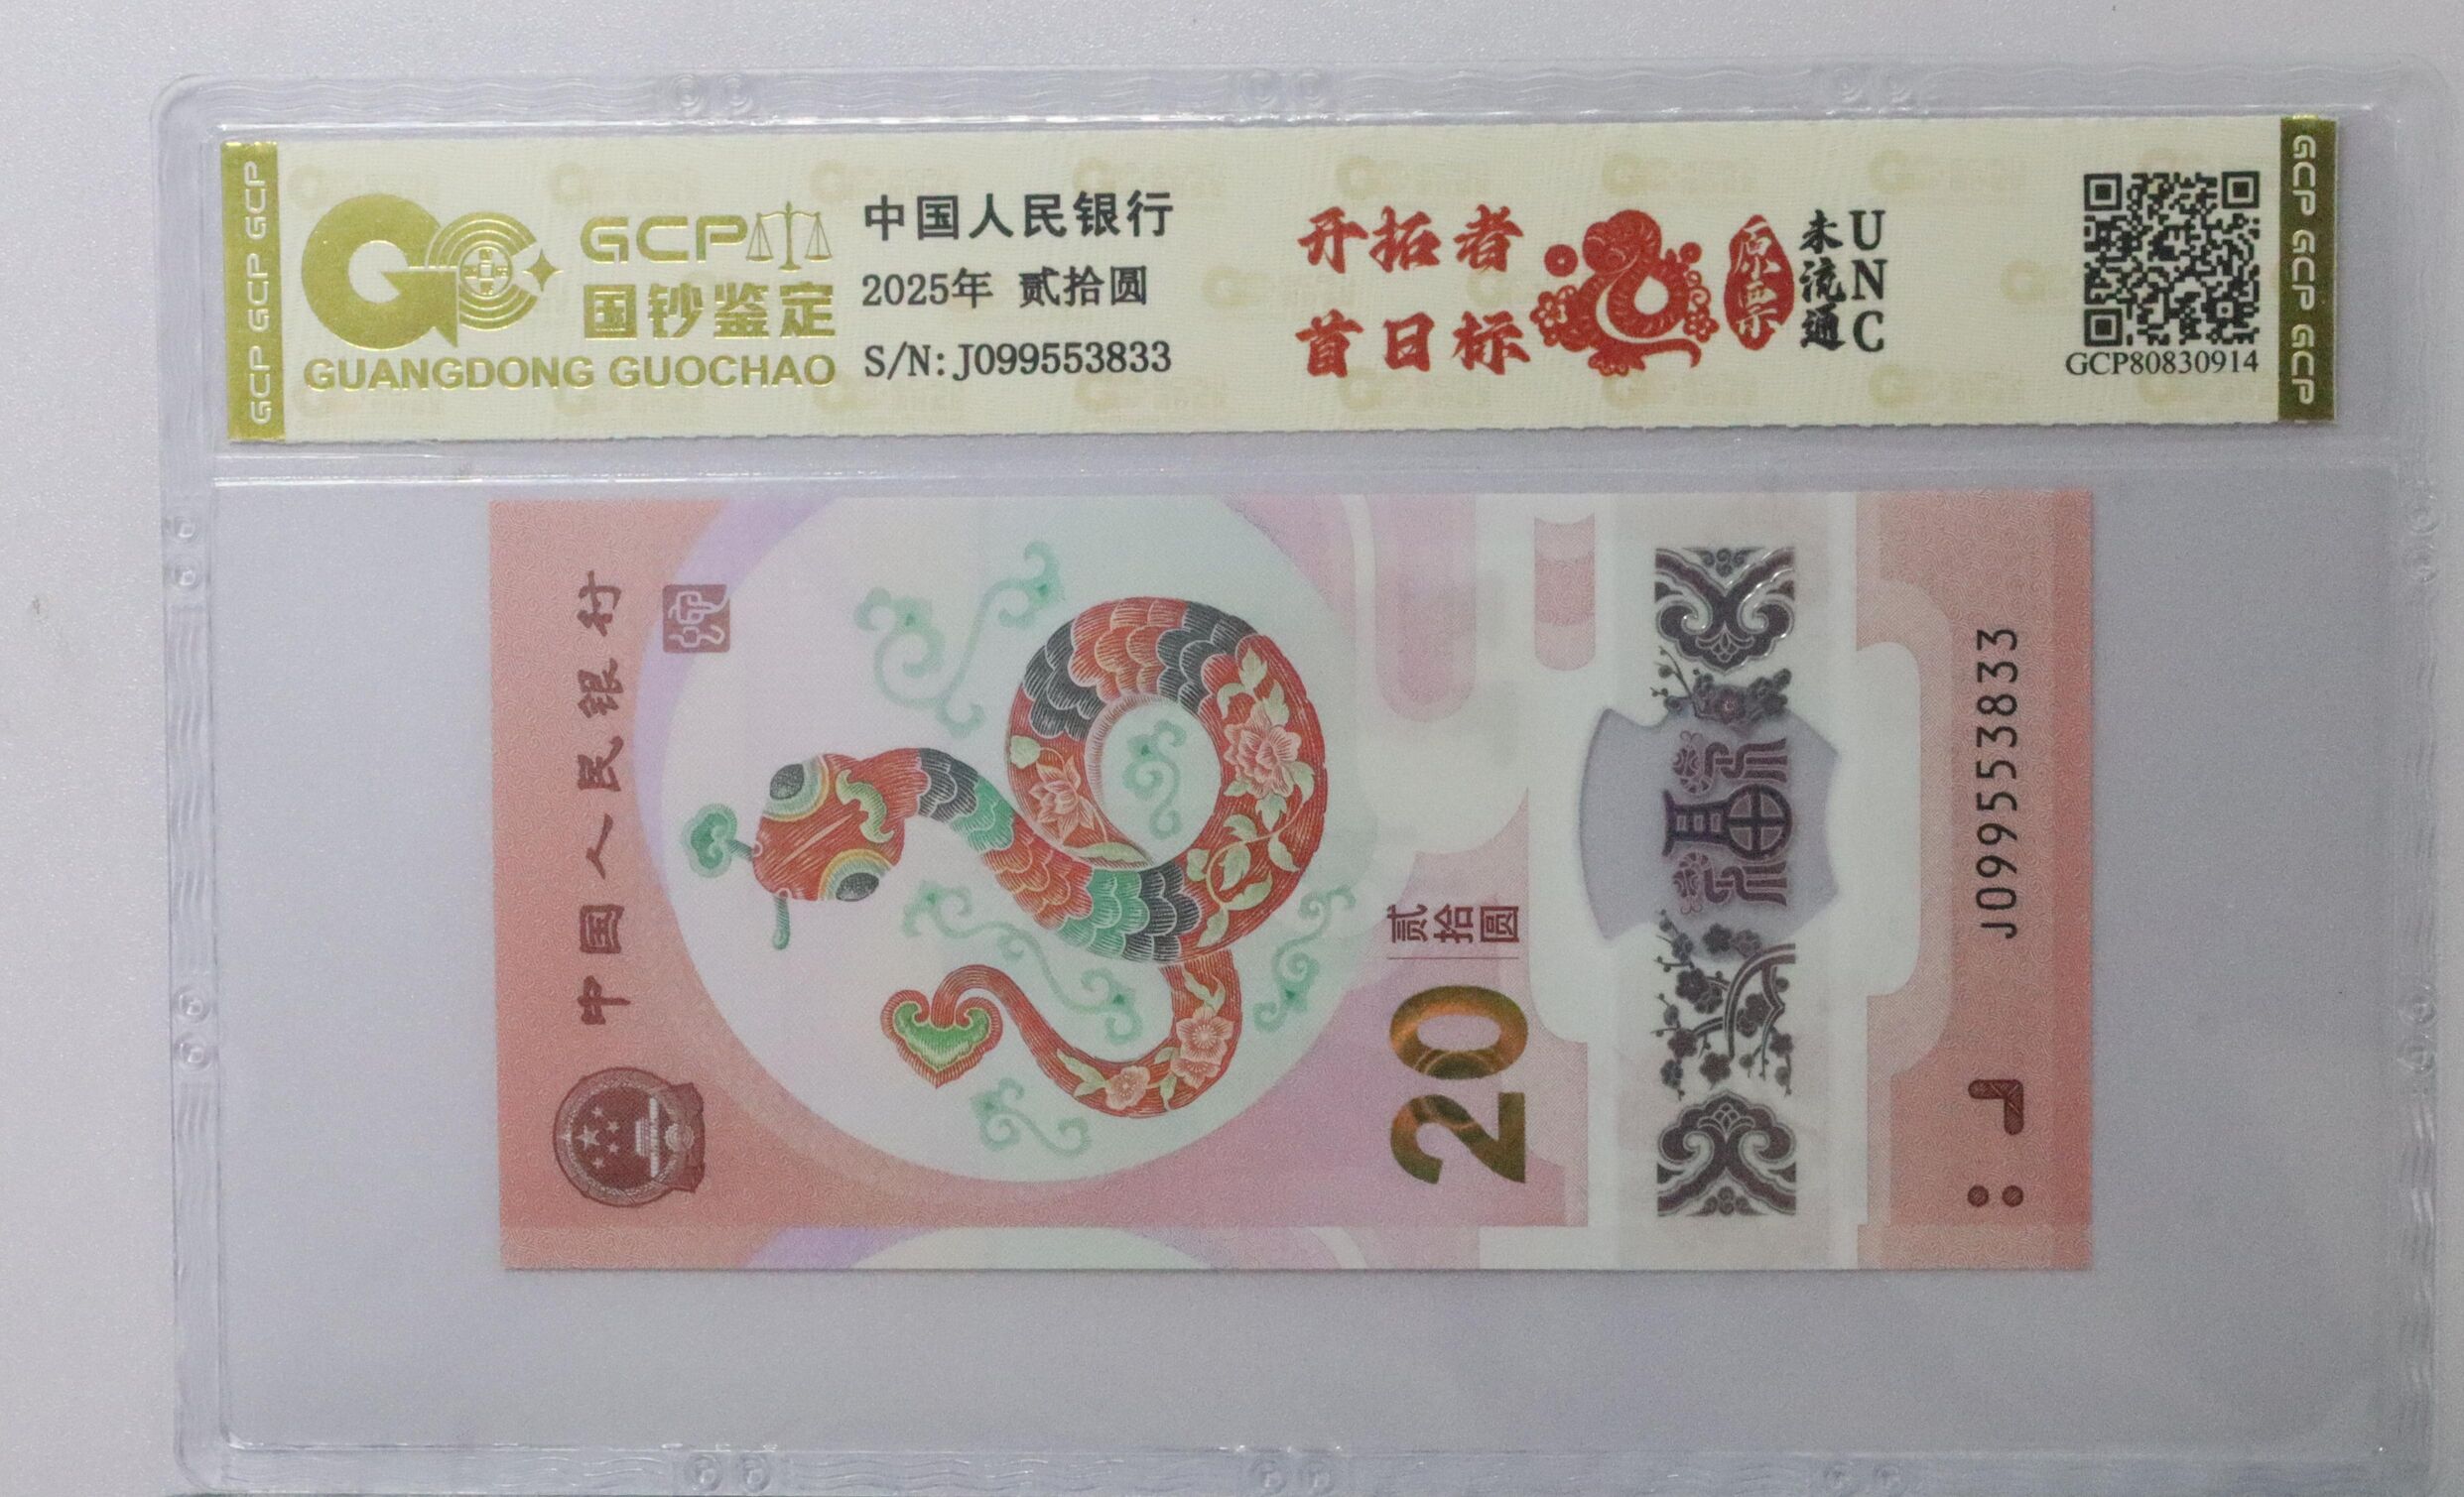 GCP GCP GCP
GCP
国钞鉴定
GUANGDONG GUOCHAO
中国人民银行
2025年 贰拾圆
S/N:J099553833
开拓者
首日标
原票
未流通
UNC
GCP80830914
GCP GCP GCP
中国人民银行
20
贰拾圆
福
J099553833